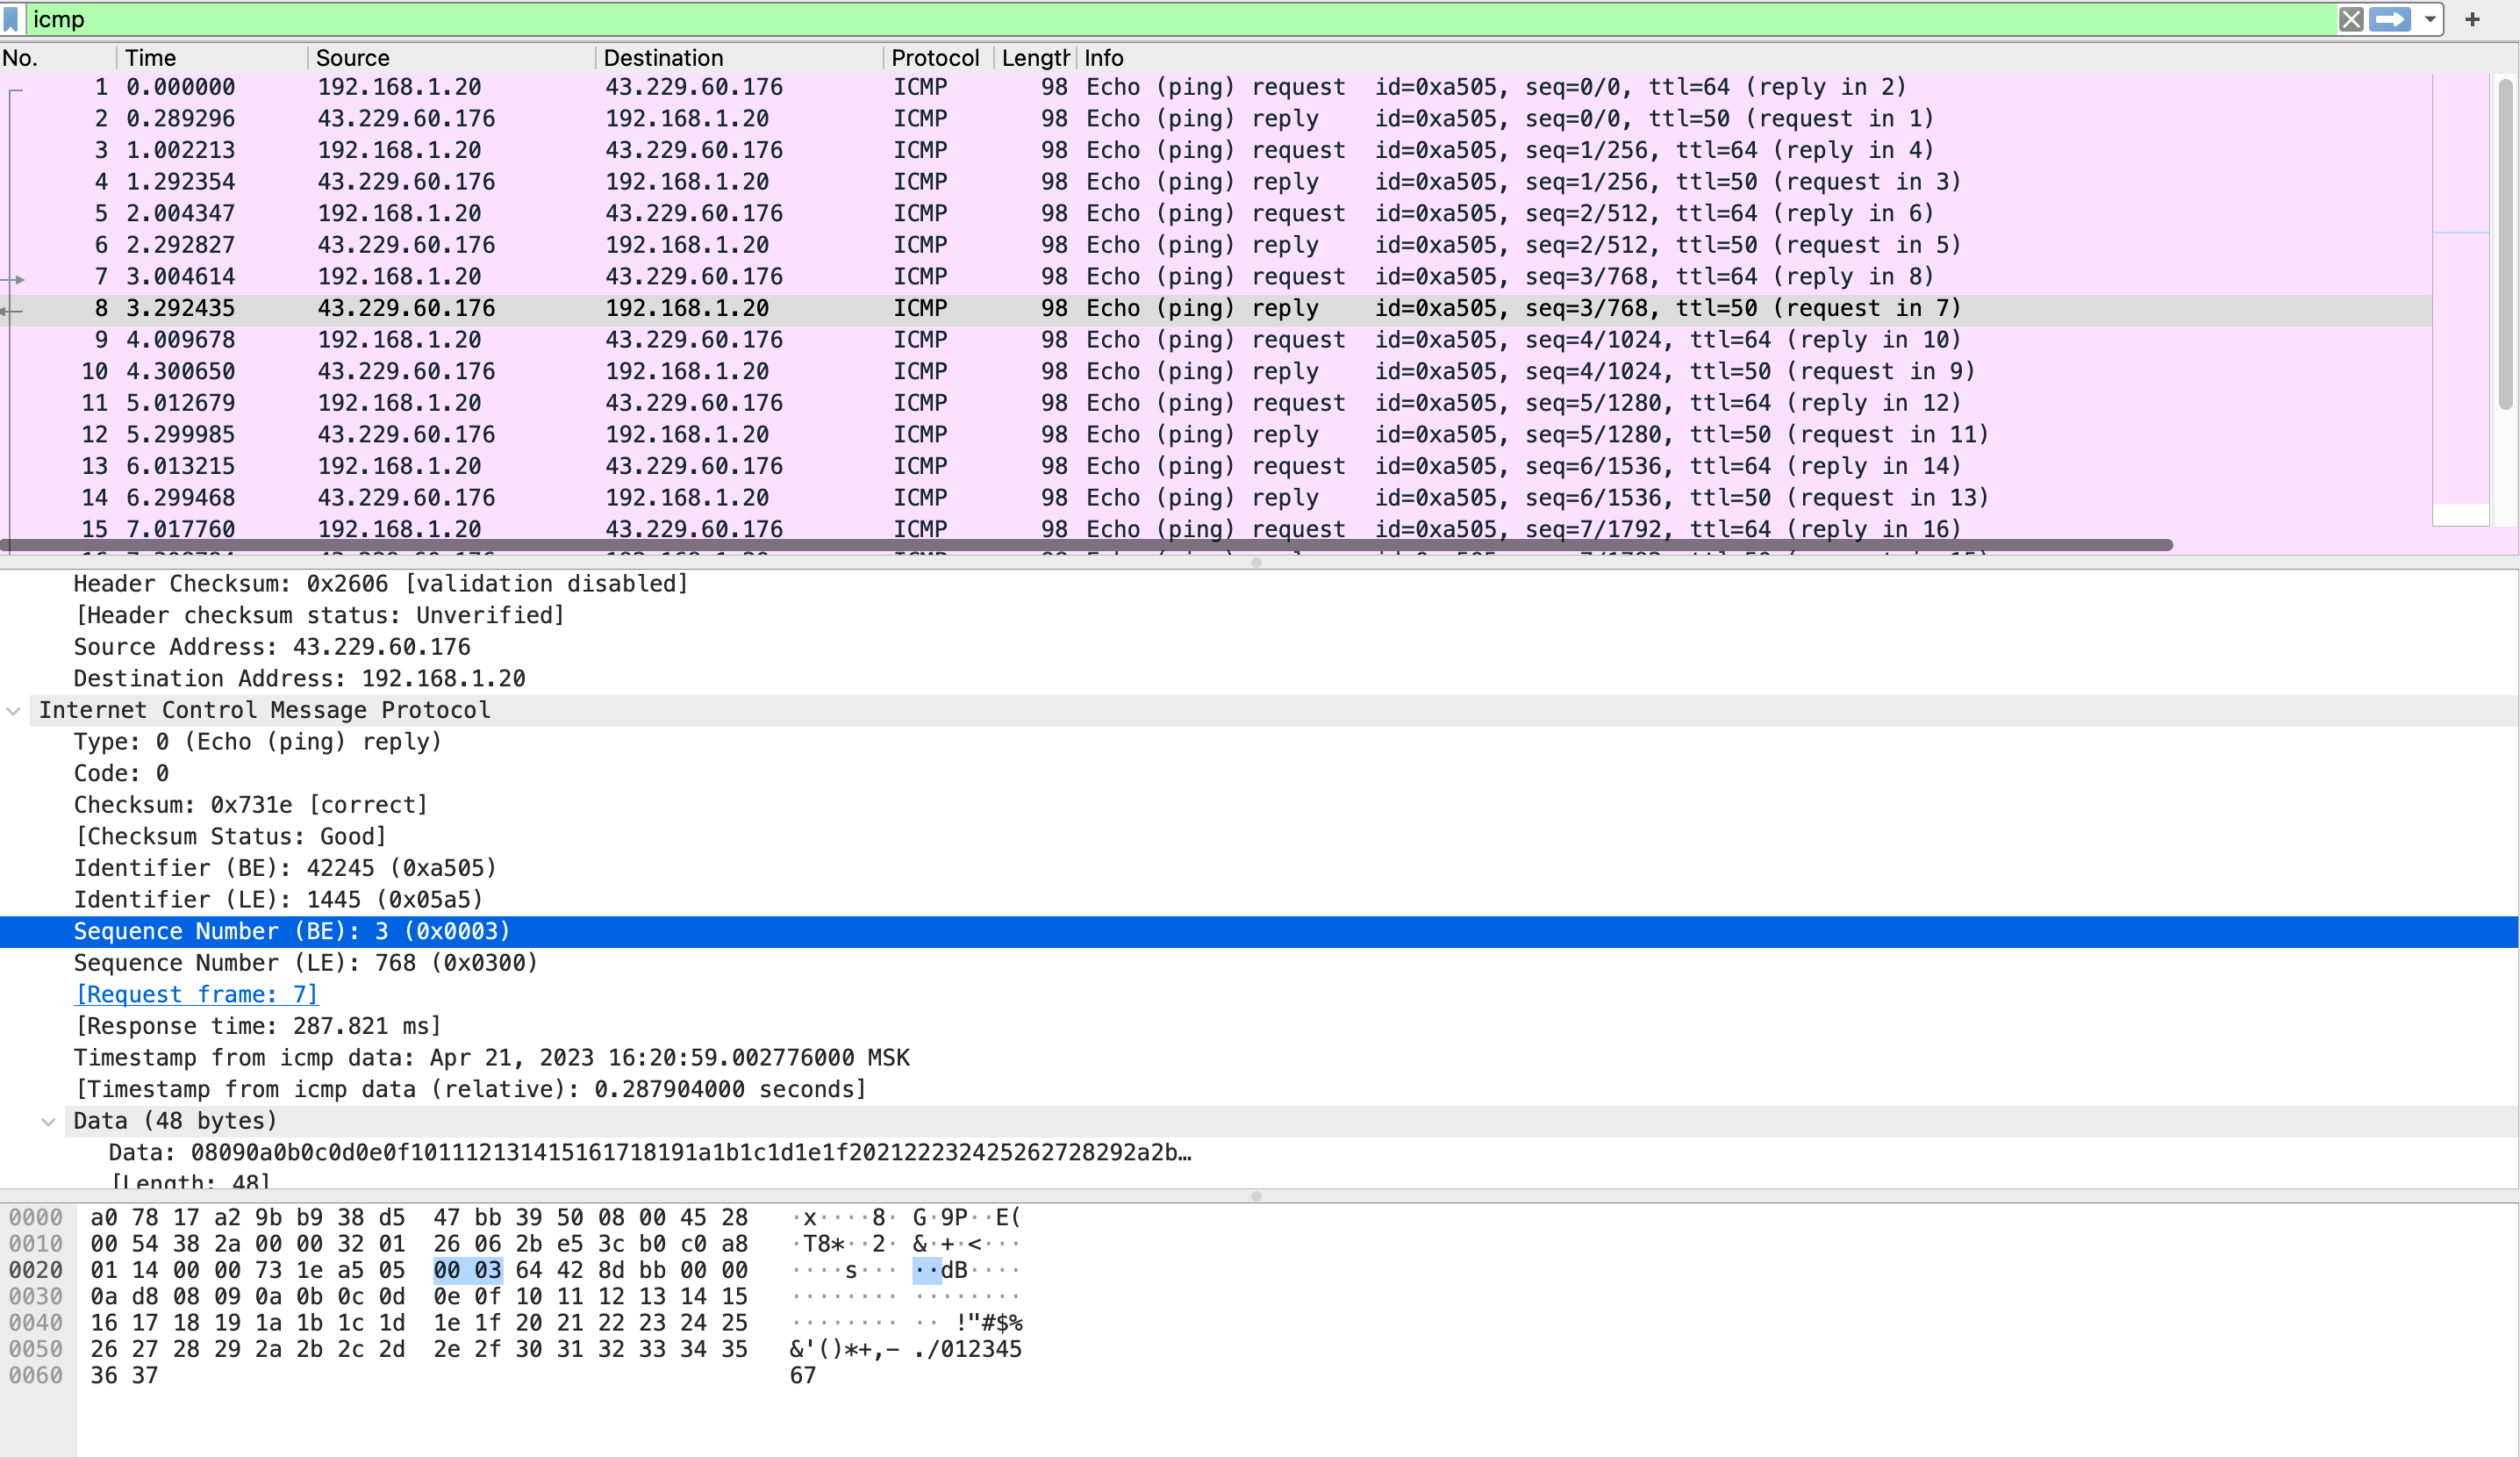 icmp
No. Time Source Destination Protocol Length Info
1 0.000000 192.168.1.20 43.229.60.176 ICMP 98 Echo (ping) request id=0xa505, seq=0/0, ttl=64 (reply in 2)
2 0.289296 43.229.60.176 192.168.1.20 ICMP 98 Echo (ping) reply id=0xa505, seq=0/0, ttl=50 (request in 1)
3 1.002213 192.168.1.20 43.229.60.176 ICMP 98 Echo (ping) request id=0xa505, seq=1/256, ttl=64 (reply in 4)
4 1.292354 43.229.60.176 192.168.1.20 ICMP 98 Echo (ping) reply id=0xa505, seq=1/256, ttl=50 (request in 3)
5 2.004347 192.168.1.20 43.229.60.176 ICMP 98 Echo (ping) request id=0xa505, seq=2/512, ttl=64 (reply in 6)
6 2.292827 43.229.60.176 192.168.1.20 ICMP 98 Echo (ping) reply id=0xa505, seq=2/512, ttl=50 (request in 5)
7 3.004614 192.168.1.20 43.229.60.176 ICMP 98 Echo (ping) request id=0xa505, seq=3/768, ttl=64 (reply in 8)
8 3.292435 43.229.60.176 192.168.1.20 ICMP 98 Echo (ping) reply id=0xa505, seq=3/768, ttl=50 (request in 7)
9 4.009678 192.168.1.20 43.229.60.176 ICMP 98 Echo (ping) request id=0xa505, seq=4/1024, ttl=64 (reply in 10)
10 4.300650 43.229.60.176 192.168.1.20 ICMP 98 Echo (ping) reply id=0xa505, seq=4/1024, ttl=50 (request in 9)
11 5.012679 192.168.1.20 43.229.60.176 ICMP 98 Echo (ping) request id=0xa505, seq=5/1280, ttl=64 (reply in 12)
12 5.299985 43.229.60.176 192.168.1.20 ICMP 98 Echo (ping) reply id=0xa505, seq=5/1280, ttl=50 (request in 11)
13 6.013215 192.168.1.20 43.229.60.176 ICMP 98 Echo (ping) request id=0xa505, seq=6/1536, ttl=64 (reply in 14)
14 6.299468 43.229.60.176 192.168.1.20 ICMP 98 Echo (ping) reply id=0xa505, seq=6/1536, ttl=50 (request in 13)
15 7.017760 192.168.1.20 43.229.60.176 ICMP 98 Echo (ping) request id=0xa505, seq=7/1792, ttl=64 (reply in 16)
Header Checksum: 0x2606 [validation disabled]
[Header checksum status: Unverified]
Source Address: 43.229.60.176
Destination Address: 192.168.1.20
Internet Control Message Protocol
Type: 0 (Echo (ping) reply)
Code: 0
Checksum: 0x731e [correct]
[Checksum Status: Good]
Identifier (BE): 42245 (0xa505)
Identifier (LE): 1445 (0x05a5)
Sequence Number (BE): 3 (0x0003)
Sequence Number (LE): 768 (0x0300)
[Request frame: 7]
[Response time: 287.821 ms]
Timestamp from icmp data: Apr 21, 2023 16:20:59.002776000 MSK
[Timestamp from icmp data (relative): 0.287904000 seconds]
Data (48 bytes)
Data: 08090a0b0c0d0e0f101112131415161718191a1b1c1d1e1f202122232425262728292a2b…
[Length: 48]
0000 a0 78 17 a2 9b b9 38 d5 47 bb 39 50 08 00 45 28 ·x····8· G·9P··E(
0010 00 54 38 2a 00 00 32 01 26 06 2b e5 3c b0 c0 a8 ·T8*··2· &·+·<···
0020 01 14 00 00 73 1e a5 05 00 03 64 42 8d bb 00 00 ····s··· ··dB····
0030 0a d8 08 09 0a 0b 0c 0d 0e 0f 10 11 12 13 14 15 ········ ········
0040 16 17 18 19 1a 1b 1c 1d 1e 1f 20 21 22 23 24 25 ········ ·· !"#$%
0050 26 27 28 29 2a 2b 2c 2d 2e 2f 30 31 32 33 34 35 &'()*+,- ./012345
0060 36 37 67